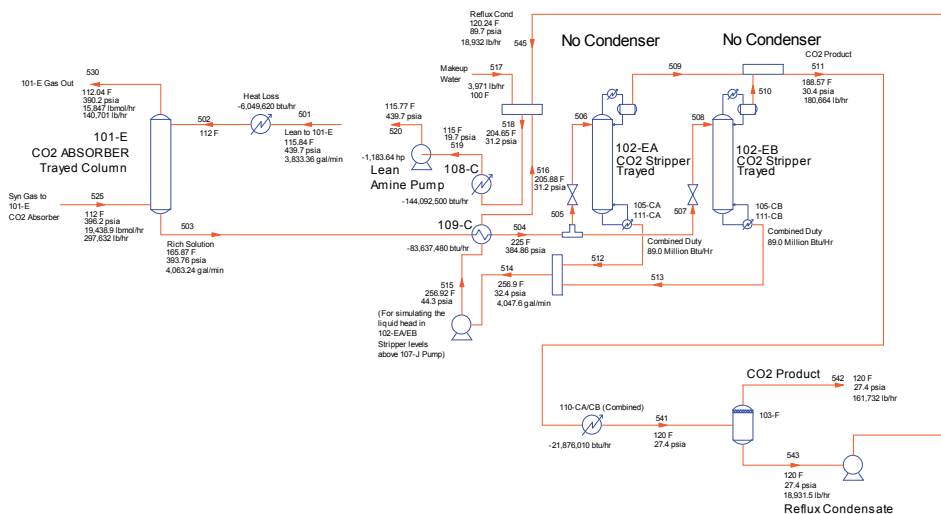 Reflux Cond
120.24 F
89.7 psia
18,932 lb/hr
545
No Condenser
No Condenser
CO2 Product
511
188.57 F
30.4 psia
180,664 lb/hr
509
510
530
101-E Gas Out
112.04 F
390.2 psia
15,847 lbmol/hr
140,701 lb/hr
Heat Loss
-6,049,620 btu/hr
502
112 F
501
Lean to 101-E
115.84 F
439.7 psia
3,833.36 gal/min
101-E
CO2 ABSORBER
Trayed Column
Makeup
Water
517
3,971 lb/hr
100 F
115.77 F
439.7 psia
520
518
204.65 F
31.2 psia
115 F
19.7 psia
519
-1,183.64 hp
Lean
Amine Pump
108-C
-144,092,500 btu/hr
516
205.88 F
31.2 psia
506
508
102-EA
CO2 Stripper
Trayed
102-EB
CO2 Stripper
Trayed
505
507
105-CA
111-CA
105-CB
111-CB
Combined Duty
89.0 Million Btu/Hr
Combined Duty
89.0 Million Btu/Hr
Syn Gas to
101-E
CO2 Absorber
525
112 F
396.2 psia
19,438.9 lbmol/hr
297,632 lb/hr
503
Rich Solution
165.87 F
393.76 psia
4,063.24 gal/min
109-C
-83,637,480 btu/hr
504
225 F
384.86 psia
512
513
514
256.9 F
32.4 psia
4,047.6 gal/min
515
256.92 F
44.3 psia
(For simulating the
liquid head in
102-EA/EB
Stripper levels
above 107-J Pump)
110-CA/CB (Combined)
-21,876,010 btu/hr
541
120 F
27.4 psia
CO2 Product
542
120 F
27.4 psia
161,732 lb/hr
103-F
543
120 F
27.4 psia
18,931.5 lb/hr
Reflux Condensate